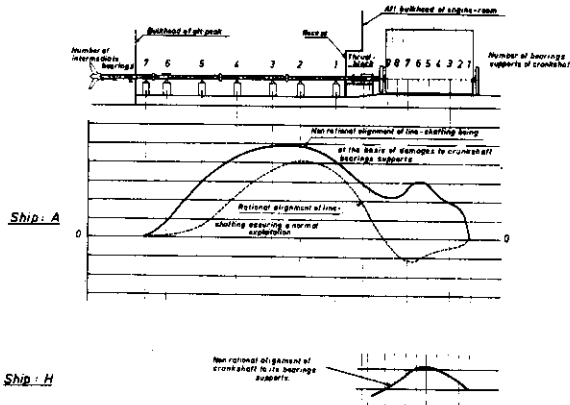 Aft bulkhead of engine-room
Bulkhead of aft peak
Recess
Number of
intermediate
bearings
Thrust-
block
7 6 5 4 3 2 1
9 8 7 6 5 4 3 2 1
Number of bearings
supports of crankshaft
Non rational alignment of line-shafting being
at the basis of damages to crankshaft
bearings supports
Ship: A
Rational alignment of line-
shafting assuring a normal
exploitation
0
0
Non rational alignment of
crankshaft to its bearings
supports.
Ship: H